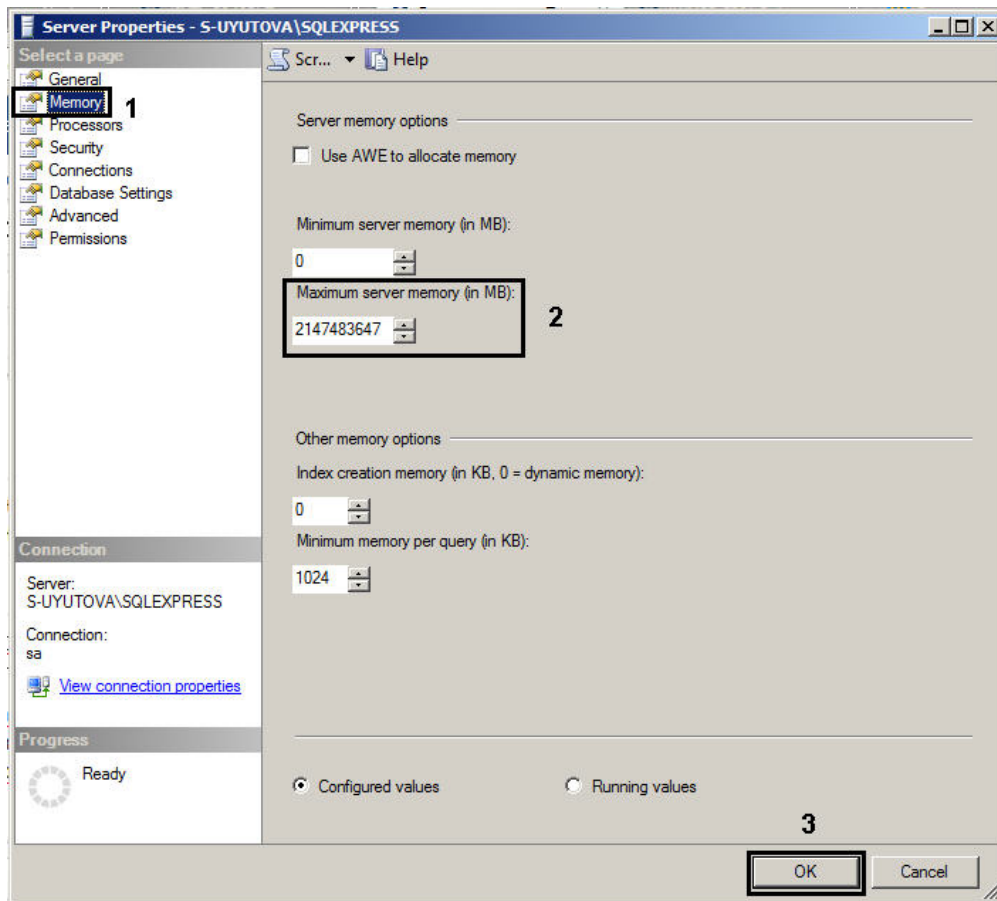 Server Properties - S-UYUTOVA\SQLEXPRESS
Select a page
General
Memory
1
Processors
Security
Connections
Database Settings
Advanced
Permissions
Scr...
Help
Server memory options
Use AWE to allocate memory
Minimum server memory (in MB):
0
Maximum server memory (in MB):
2147483647
2
Other memory options
Index creation memory (in KB, 0 = dynamic memory):
0
Minimum memory per query (in KB):
1024
Connection
Server:
S-UYUTOVA\SQLEXPRESS
Connection:
sa
View connection properties
Progress
Ready
Configured values
Running values
3
OK
Cancel